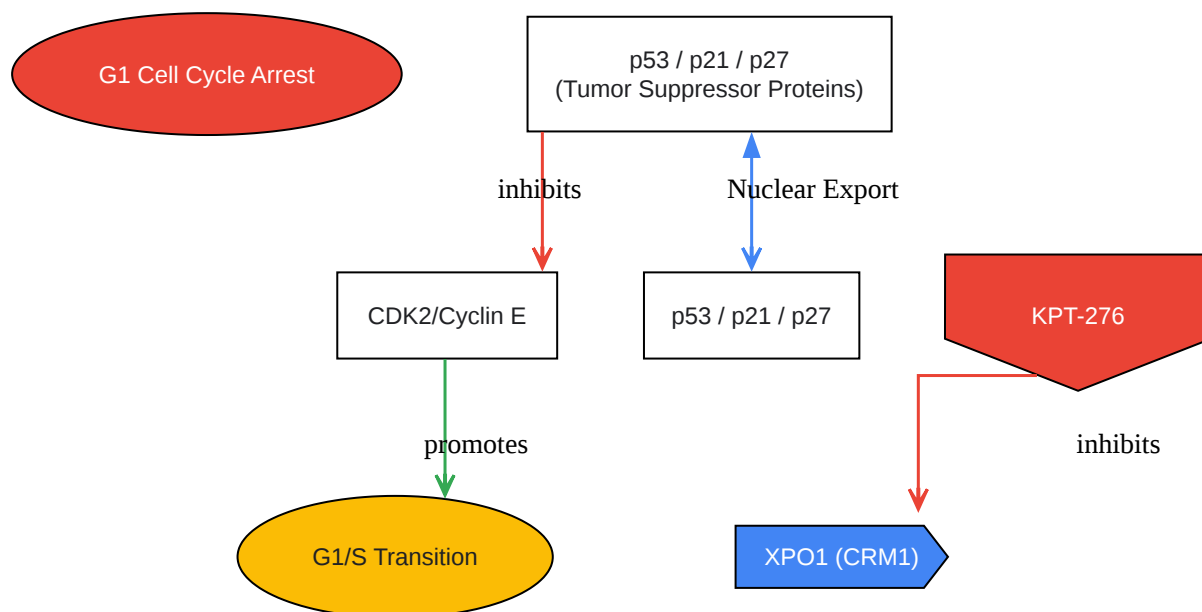 G1 Cell Cycle Arrest
p53 / p21 / p27
(Tumor Suppressor Proteins)
inhibits
Nuclear Export
CDK2/Cyclin E
p53 / p21 / p27
KPT-276
promotes
inhibits
G1/S Transition
XPO1 (CRM1)